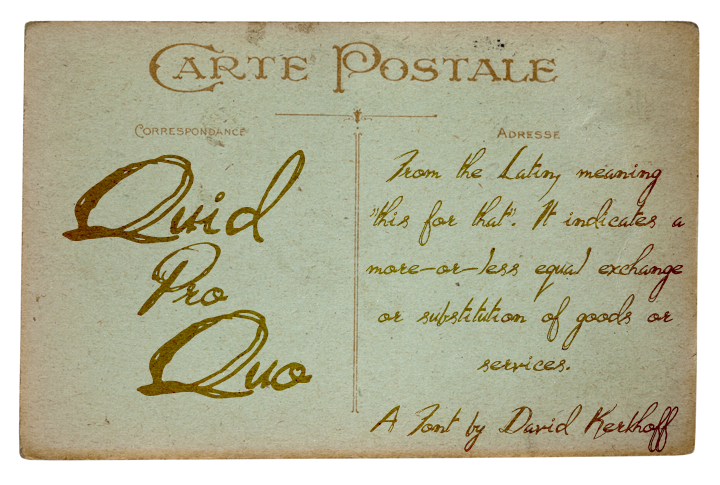 CARTE POSTALE
CORRESPONDANCE
ADRESSE
Quid
Pro
Quo
From the Latin, meaning
"this for that". It indicates a
more-or-less equal exchange
or substitution of goods or
services.
A Font by David Kerkhoff